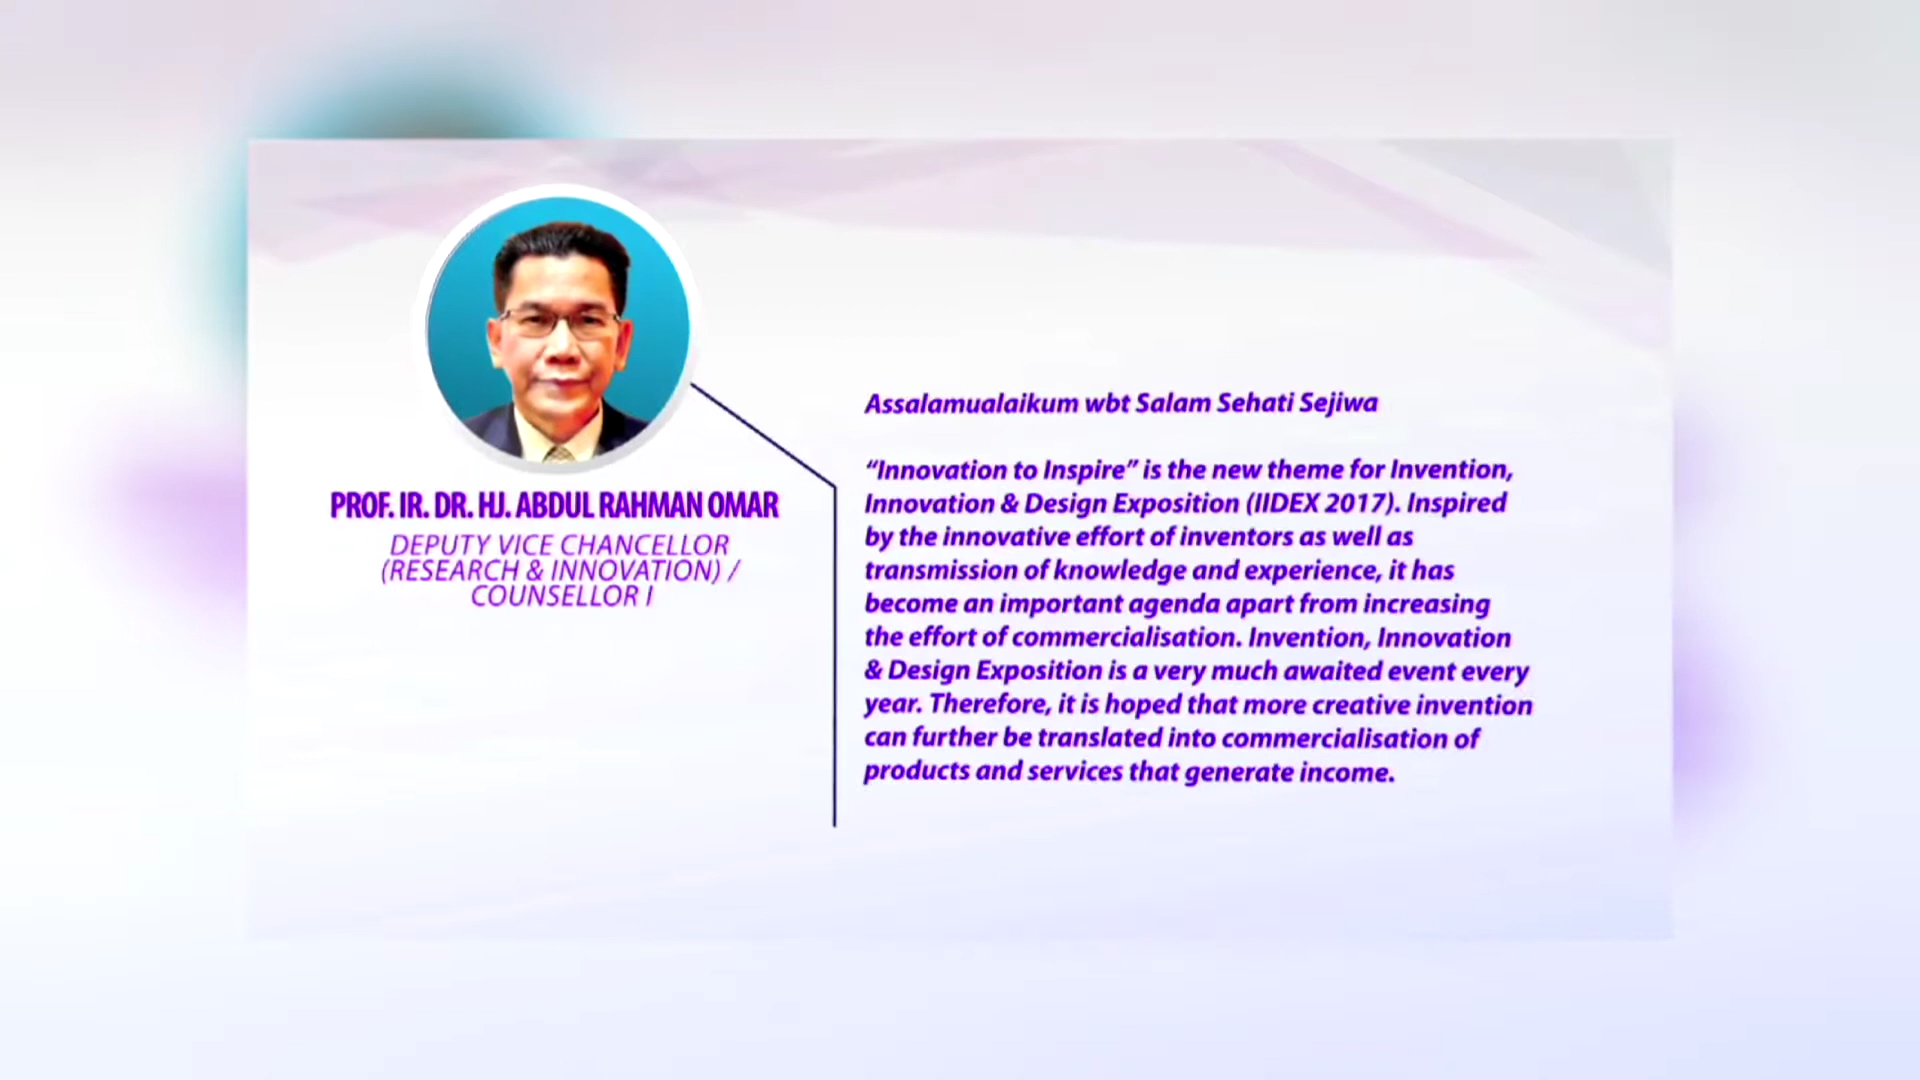 PROF. IR. DR. HJ. ABDUL RAHMAN OMAR
DEPUTY VICE CHANCELLOR
(RESEARCH & INNOVATION) /
COUNSELLOR I
Assalamualaikum wbt Salam Sehati Sejiwa
“Innovation to Inspire” is the new theme for Invention,
Innovation & Design Exposition (IIDEX 2017). Inspired
by the innovative effort of inventors as well as
transmission of knowledge and experience, it has
become an important agenda apart from increasing
the effort of commercialisation. Invention, Innovation
& Design Exposition is a very much awaited event every
year. Therefore, it is hoped that more creative invention
can further be translated into commercialisation of
products and services that generate income.